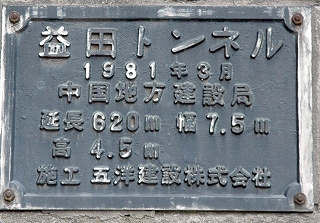 益田トンネル
1981年3月
中国地方建設局
延長620m 幅7.5m
高 4.5m
施工 五洋建設株式会社